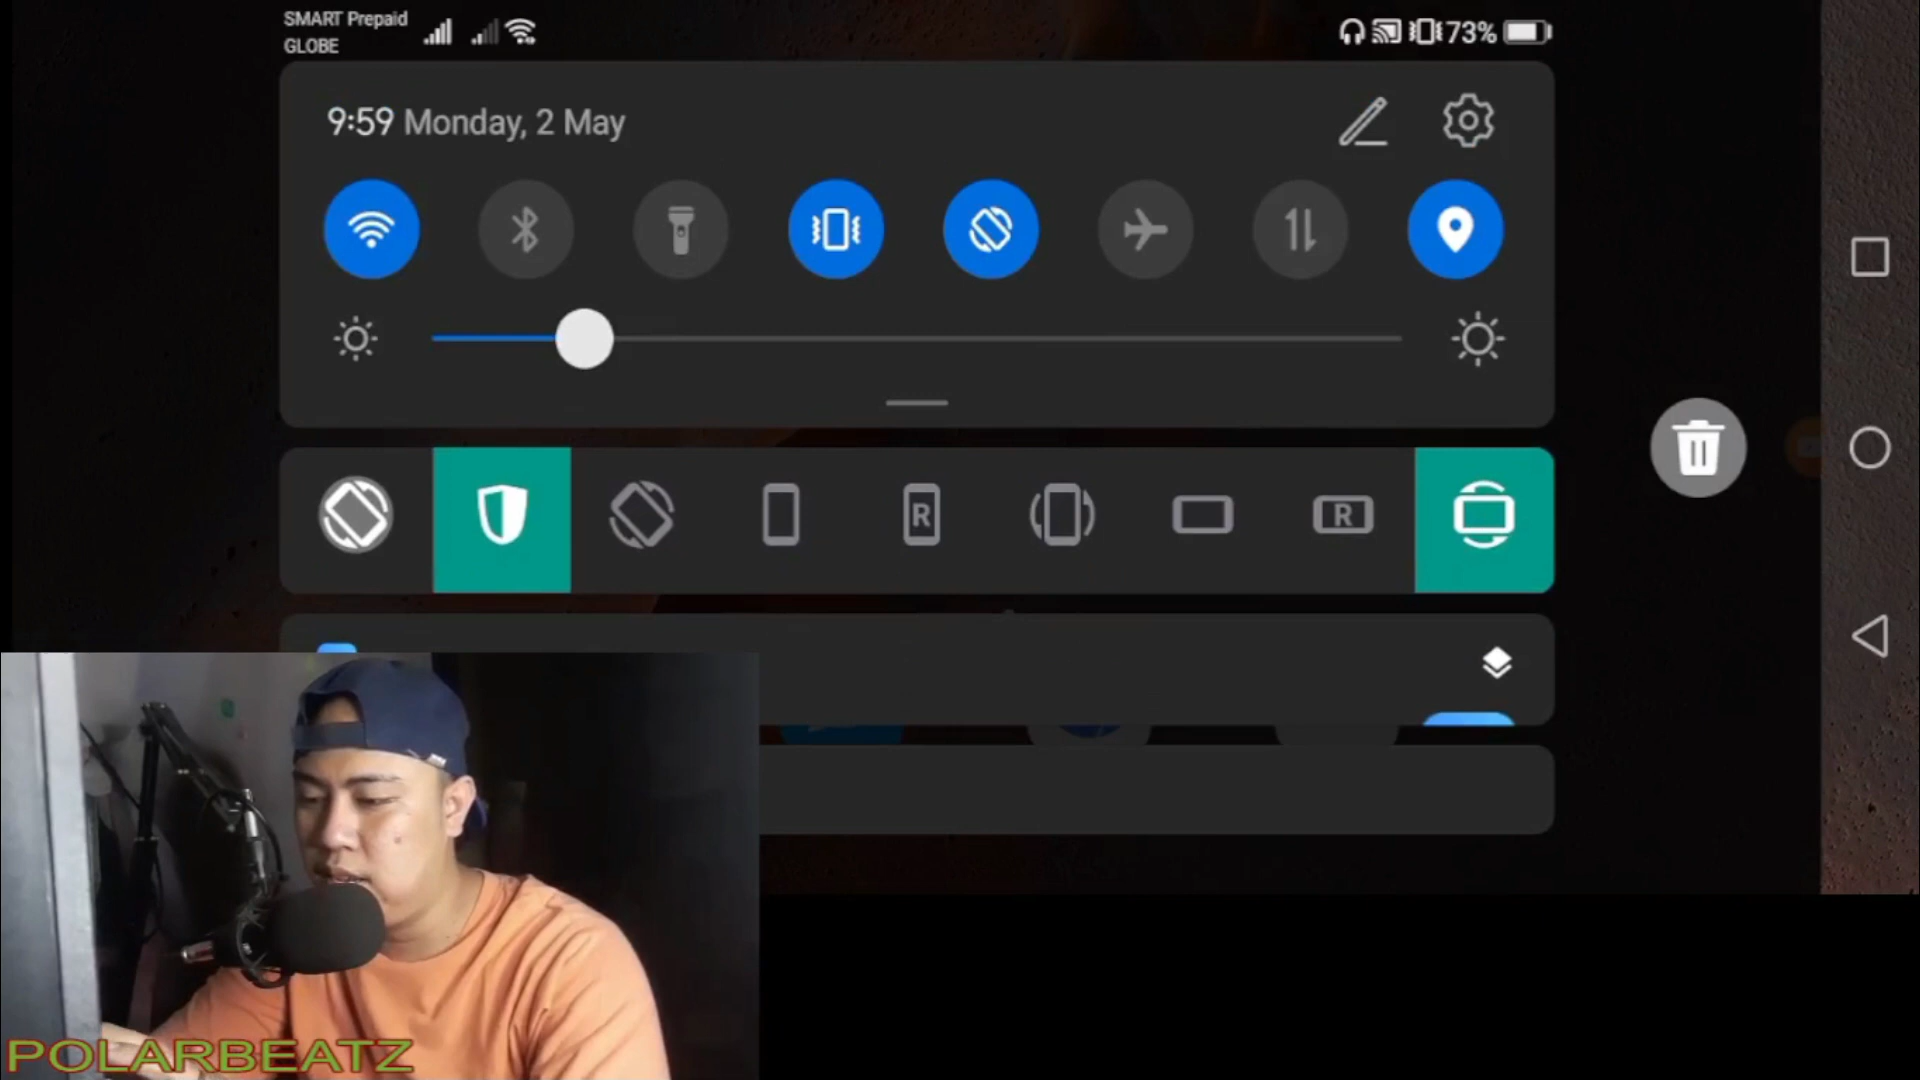 SMART Prepaid
GLOBE
73%
9:59 Monday, 2 May
R
R
POLARBEATZ